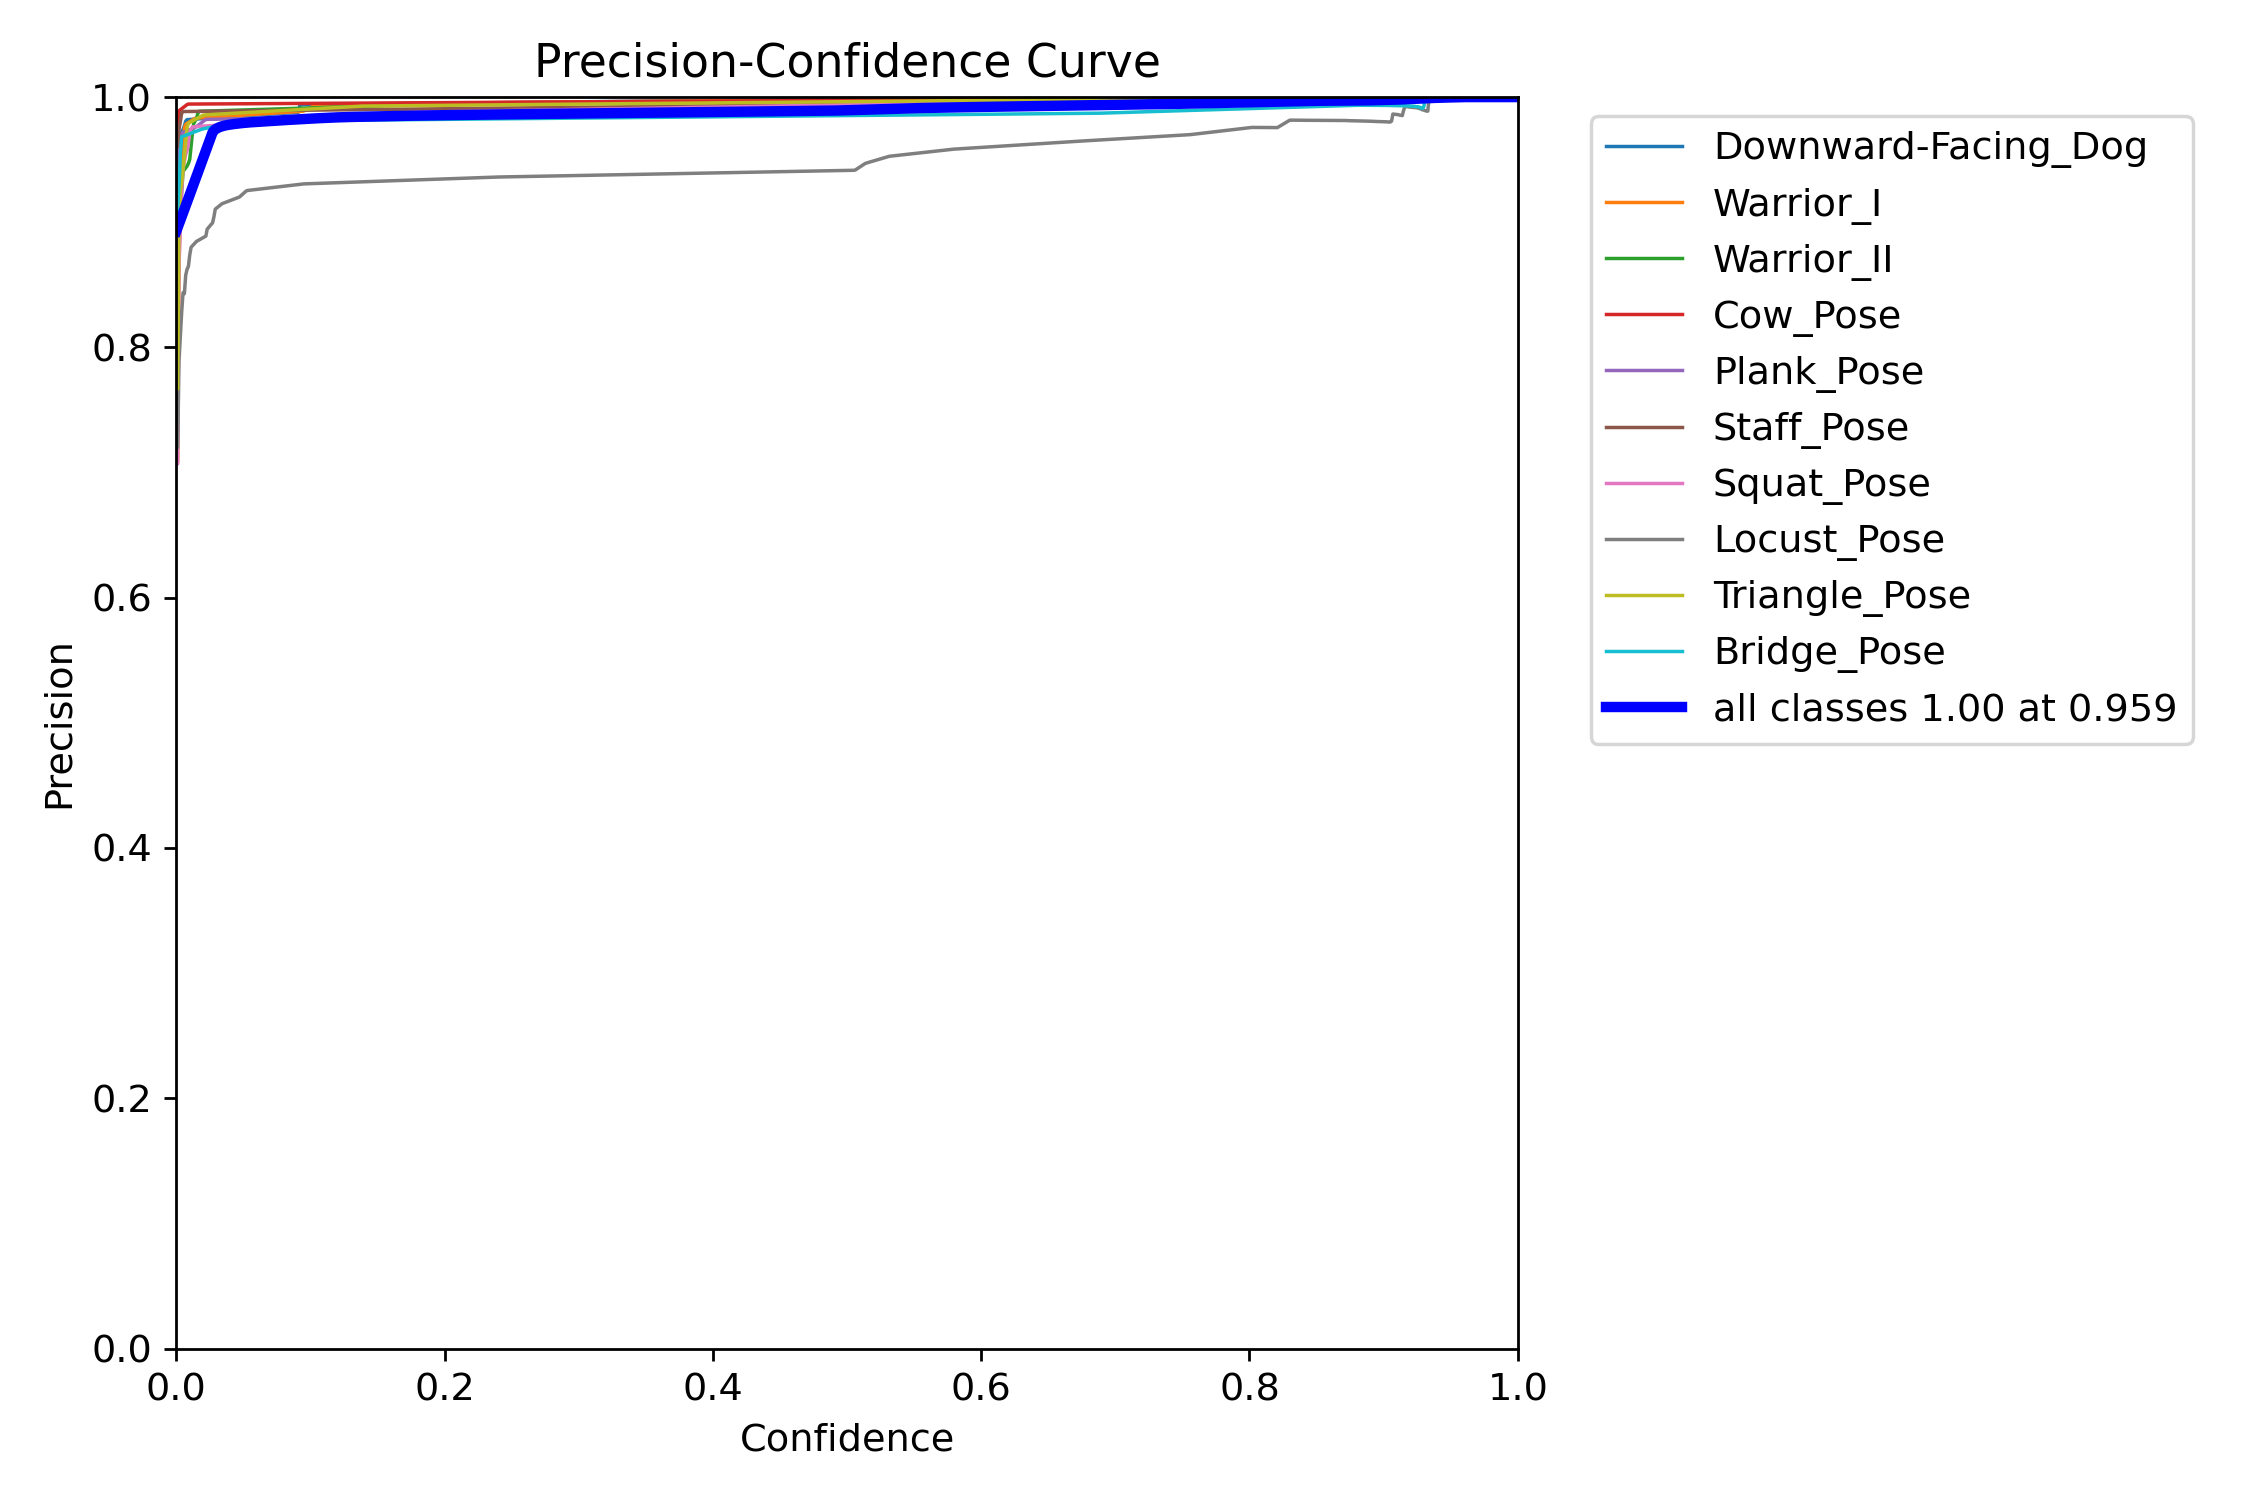 Precision-Confidence Curve
1.0
0.8
0.6
0.4
0.2
0.0
Precision
0.0 0.2 0.4 0.6 0.8 1.0
Confidence
Downward-Facing_Dog
Warrior_I
Warrior_II
Cow_Pose
Plank_Pose
Staff_Pose
Squat_Pose
Locust_Pose
Triangle_Pose
Bridge_Pose
all classes 1.00 at 0.959